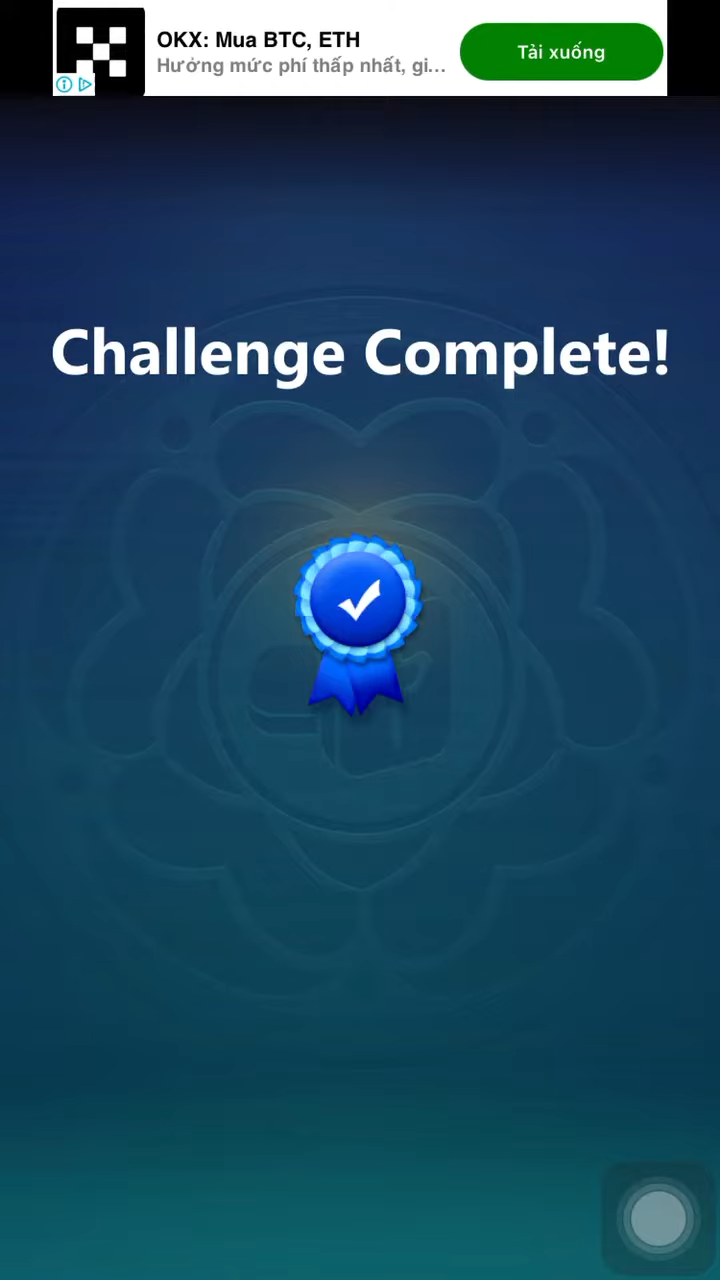 OKX: Mua BTC, ETH
Hưởng mức phí thấp nhất, gi...
Tải xuống
Challenge Complete!